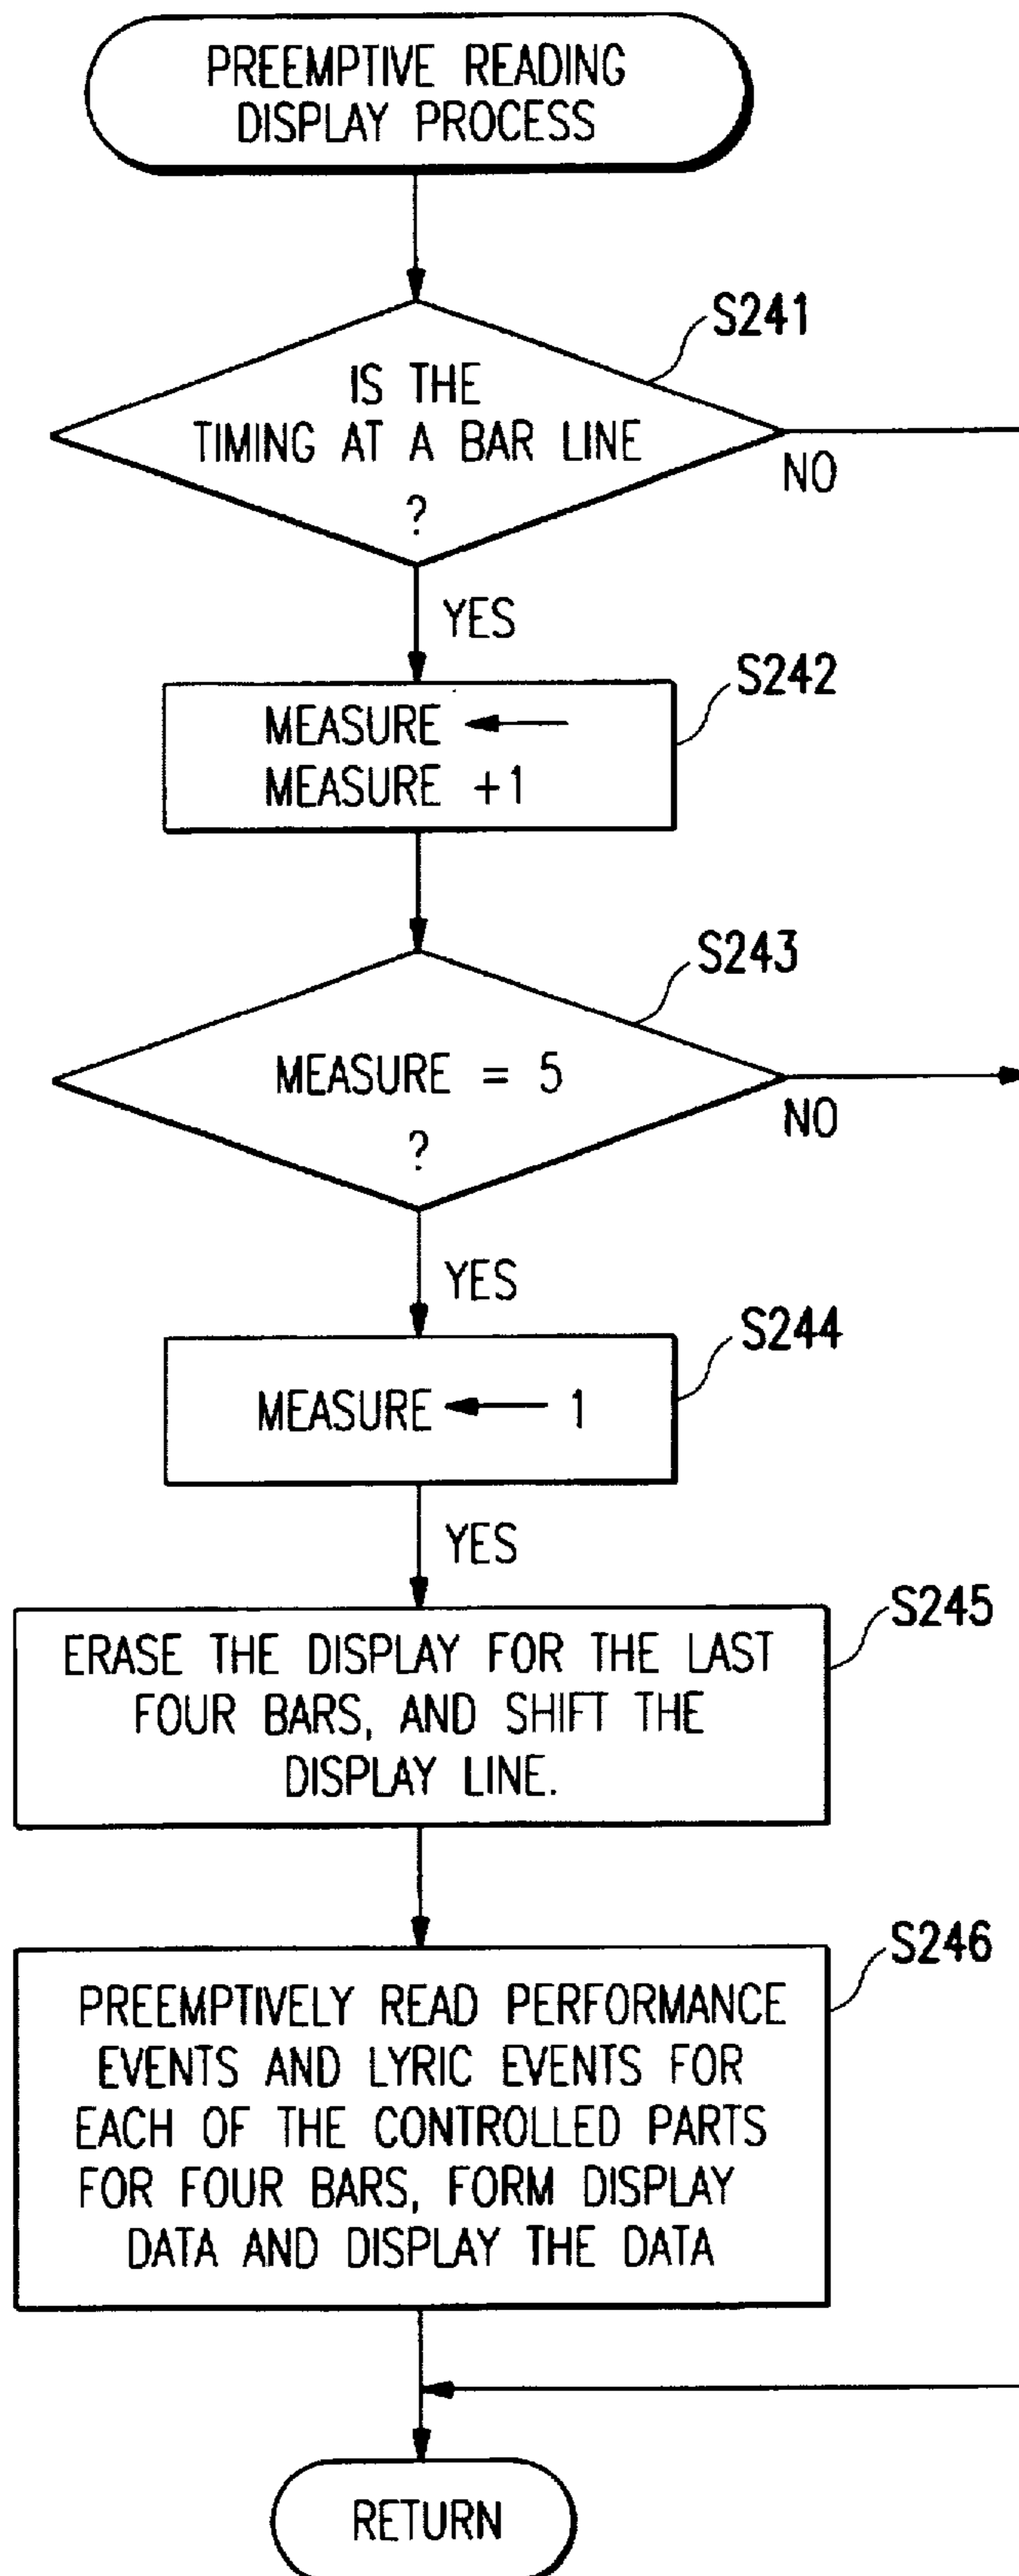 PREEMPTIVE READING
DISPLAY PROCESS
S241
IS THE
TIMING AT A BAR LINE
?
NO
YES
S242
MEASURE ←
MEASURE +1
S243
MEASURE = 5
?
NO
YES
S244
MEASURE ← 1
YES
S245
ERASE THE DISPLAY FOR THE LAST
FOUR BARS, AND SHIFT THE
DISPLAY LINE.
S246
PREEMPTIVELY READ PERFORMANCE
EVENTS AND LYRIC EVENTS FOR
EACH OF THE CONTROLLED PARTS
FOR FOUR BARS, FORM DISPLAY
DATA AND DISPLAY THE DATA
RETURN